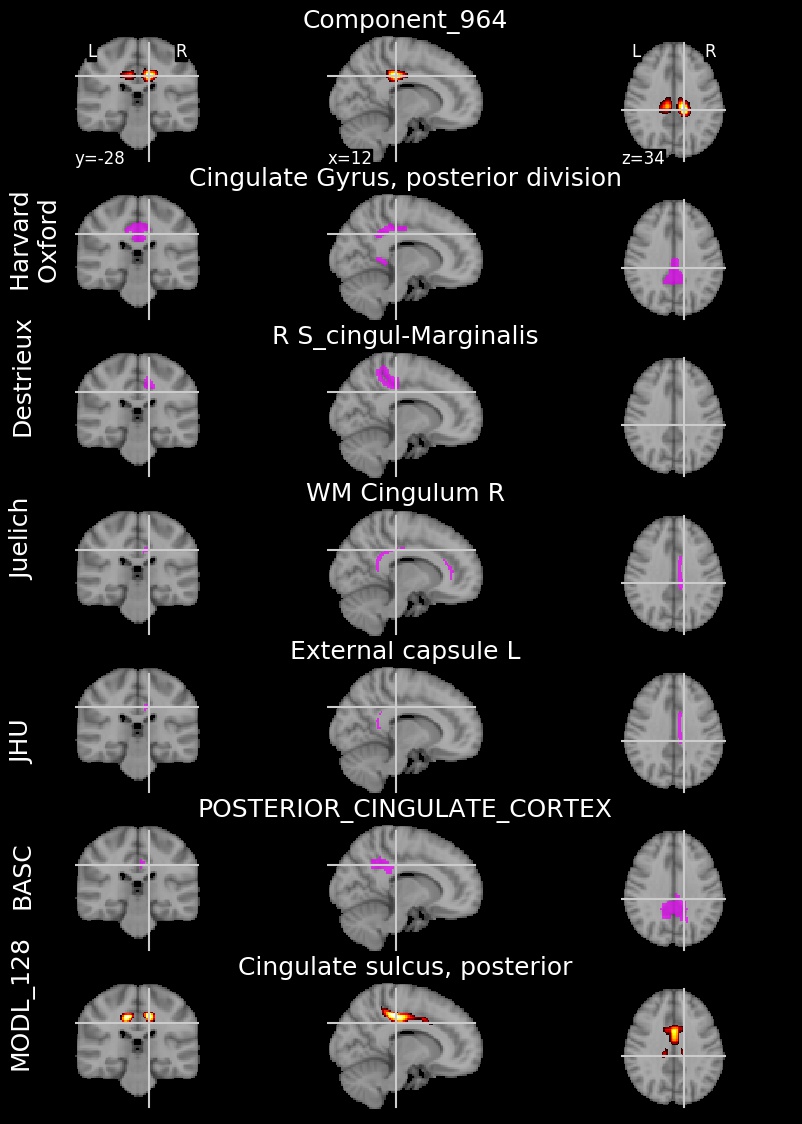 Component_964
L R
L R
y=-28
x=12
z=34
Cingulate Gyrus, posterior division
Harvard
Oxford
R S_cingul-Marginalis
Destrieux
WM Cingulum R
Juelich
External capsule L
JHU
POSTERIOR_CINGULATE_CORTEX
BASC
Cingulate sulcus, posterior
MODL_128